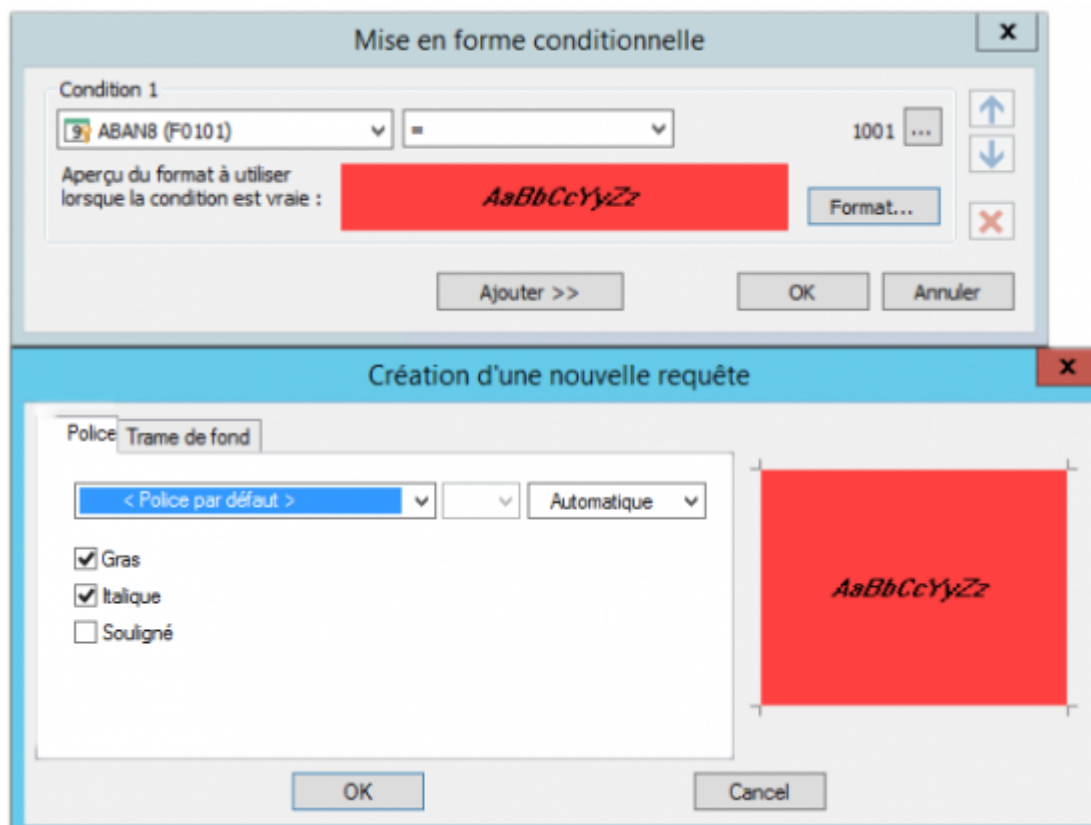 Mise en forme conditionnelle
x
Condition 1
9 ABAN8 (F0101)
=
1001 ...
Aperçu du format à utiliser
lorsque la condition est vraie :
AaBbCcYyZz
Format...
Ajouter >>
OK
Annuler
Création d'une nouvelle requête
x
Police
Trame de fond
< Police par défaut >
Automatique
Gras
Italique
Souligné
AaBbCcYyZz
OK
Cancel